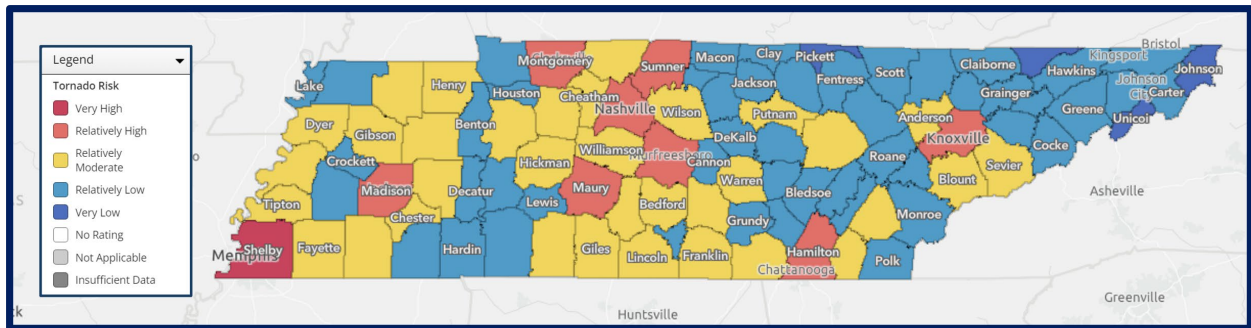 Legend
Tornado Risk
Very High
Relatively High
Relatively
Moderate
Relatively Low
Very Low
No Rating
Not Applicable
Insufficient Data
Bristol
Kingsport
Johnson
Montgomery
Sumner
Macon
Clay
Pickett
Fentress
Scott
Claiborne
Hawkins
Johnson
Lake
Henry
Houston
Cheatham
Nashville
Wilson
Jackson
Putnam
Grainger
Greene
Carter
Unicoi
Dyer
Gibson
Benton
Williamson
DeKalb
Anderson
Knoxville
Cocke
Crockett
Hickman
Murfreesboro
Cannon
Roane
Sevier
Madison
Decatur
Lewis
Maury
Warren
Bledsoe
Blount
Asheville
Tipton
Chester
Bedford
Grundy
Monroe
Memphis
Shelby
Fayette
Hardin
Giles
Lincoln
Franklin
Hamilton
Polk
Chattanooga
Huntsville
Greenville